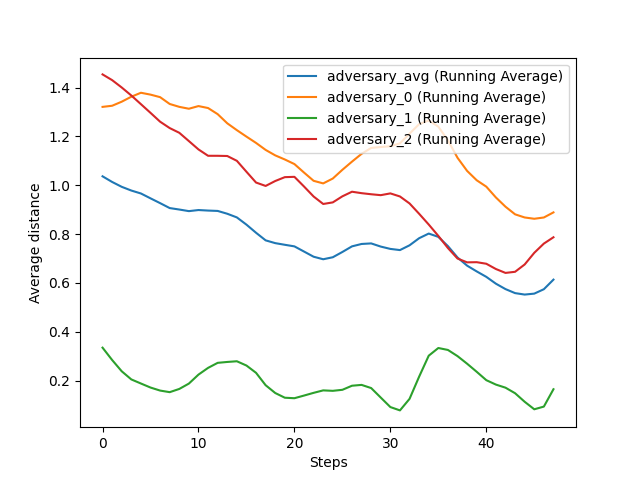 adversary_avg (Running Average)
adversary_0 (Running Average)
adversary_1 (Running Average)
adversary_2 (Running Average)
Average distance
1.4
1.2
1.0
0.8
0.6
0.4
0.2
0 10 20 30 40
Steps